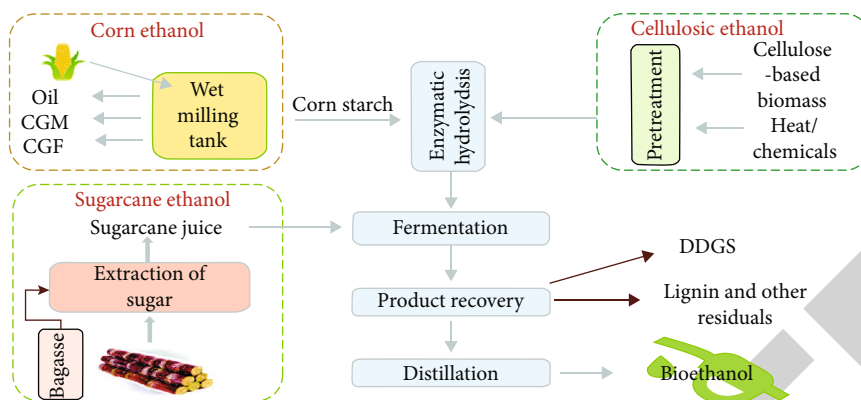 Corn ethanol
Oil
CGM
CGF
Wet
milling
tank
Corn starch
Enzymatic
hydrolydsis
Cellulosic ethanol
Pretreatment
Cellulose
-based
biomass
Heat/
chemicals
Sugarcane ethanol
Sugarcane juice
Extraction of
sugar
Bagasse
Fermentation
Product recovery
Distillation
DDGS
Lignin and other
residuals
Bioethanol